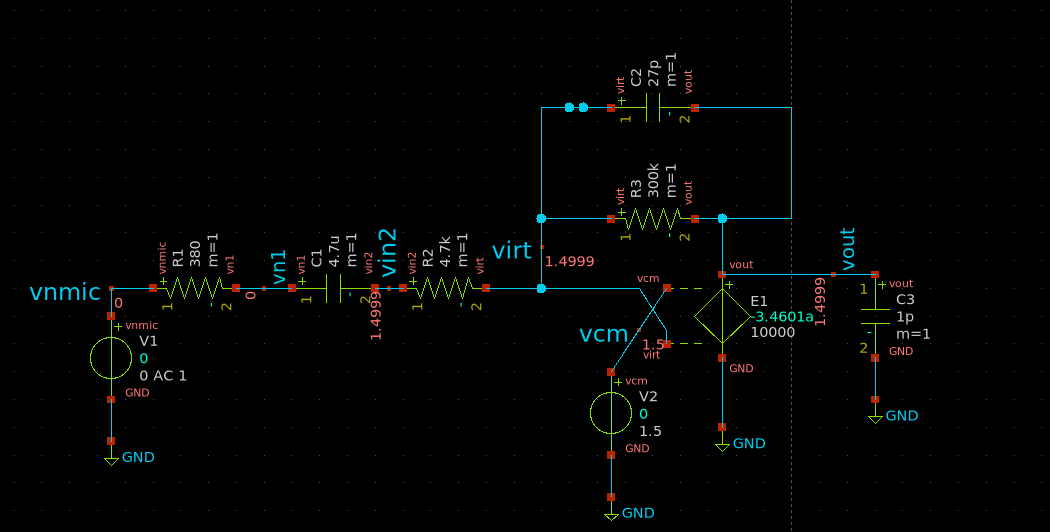 virt
+
C2
27p
m=1
vout
1
-
2
virt
+
R3
300k
m=1
vout
1
-
2
vnmic
0
vnmic
+
R1
380
m=1
vn1
1
-
2
0
vn1
vn1
+
C1
4.7u
m=1
vin2
1
-
2
1.4999
vin2
vin2
+
R2
4.7k
m=1
virt
1
-
2
virt
1.4999
vcm
vcm
1.5
virt
vout
+
E1
-3.4601a
10000
GND
GND
vout
1.4999
1
vout
C3
1p
m=1
-
2
GND
GND
+
vnmic
V1
0
0 AC 1
GND
GND
+
vcm
V2
0
1.5
GND
GND